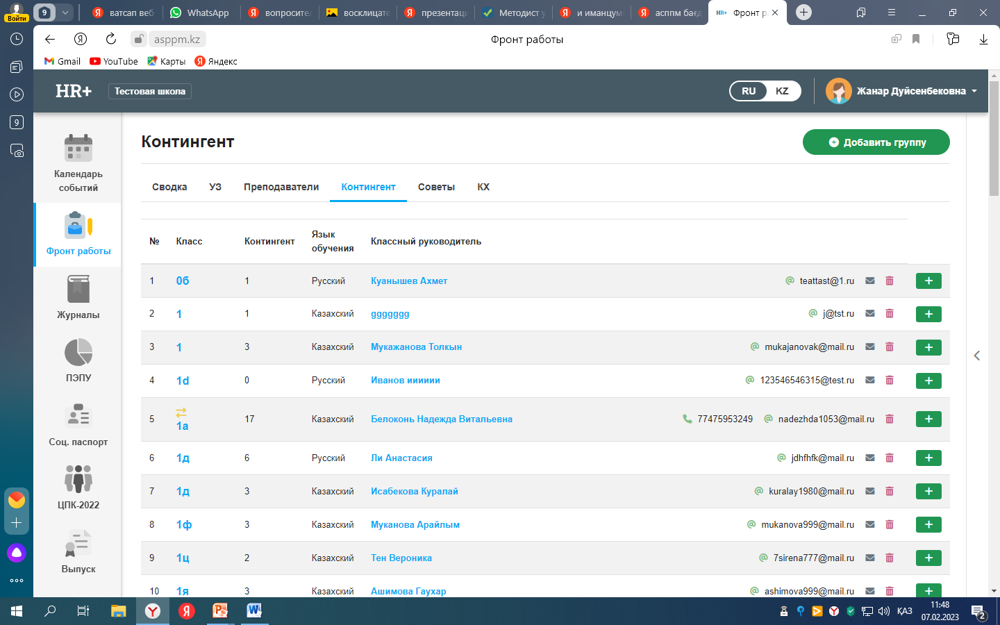 Войти
9
ватсап веб
WhatsApp
вопросител
восклицате
презентаци
Методист у
и иманцум
асппм бағд
HR+ Фронт р
asppm.kz
Фронт работы
Gmail
YouTube
Карты
Яндекс
9
HR+
Тестовая школа
RU
KZ
Жанар Дуйсенбековна
Календарь
событий
Фронт работы
Журналы
ПЭПУ
Соц. паспорт
ЦПК-2022
Выпуск
Контингент
Добавить группу
Сводка УЗ Преподаватели Контингент Советы КХ
№ Класс Контингент Язык обучения Классный руководитель
1 0б 1 Русский Куанышев Ахмет teattast@1.ru
2 1 1 Казахский ggggggg j@tst.ru
3 1 3 Казахский Мукажанова Толкын mukajanovak@mail.ru
4 1d 0 Русский Иванов ииииии 123546546315@test.ru
5 1а 17 Казахский Белоконь Надежда Витальевна 77475953249 nadezhda1053@mail.ru
6 1д 6 Русский Ли Анастасия jdhfhfk@mail.ru
7 1д 3 Казахский Исабекова Куралай kuralay1980@mail.ru
8 1ф 3 Казахский Муканова Арайлым mukanova999@mail.ru
9 1ц 2 Казахский Тен Вероника 7sirena777@mail.ru
10 1я 3 Казахский Ашимова Гаухар ashimova999@mail.ru
ҚАЗ
11:48
07.02.2023
2